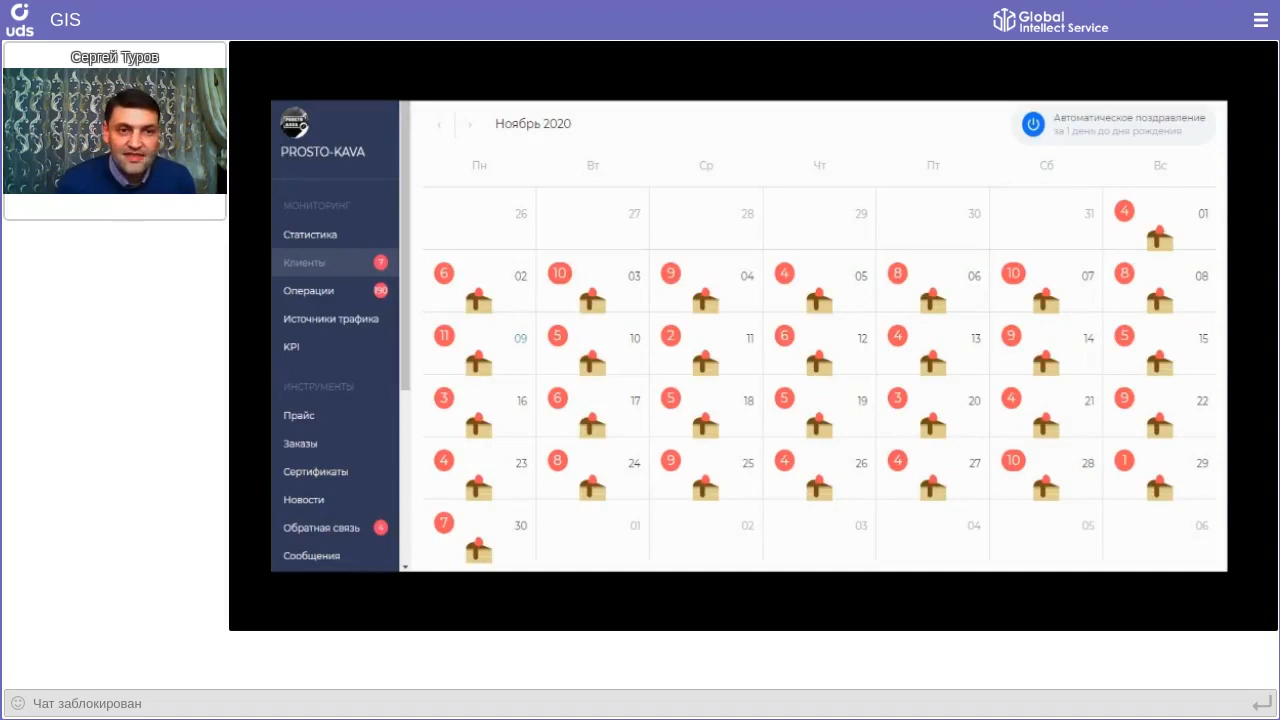 uds
GIS
Global
Intellect Service
Сергей Туров
PROSTO-KAVA
МОНИТОРИНГ
Статистика
Клиенты 7
Операции 190
Источники трафика
KPI
ИНСТРУМЕНТЫ
Прайс
Заказы
Сертификаты
Новости
Обратная связь 4
Сообщения
Ноябрь 2020
Автоматическое поздравление
за 1 день до дня рождения
Пн Вт Ср Чт Пт Сб Вс
26 27 28 29 30 31 4 01
6 02 10 03 9 04 4 05 8 06 10 07 8 08
11 09 5 10 2 11 6 12 4 13 9 14 5 15
3 16 6 17 5 18 5 19 3 20 4 21 9 22
4 23 8 24 9 25 4 26 4 27 10 28 1 29
7 30 01 02 03 04 05 06
Чат заблокирован